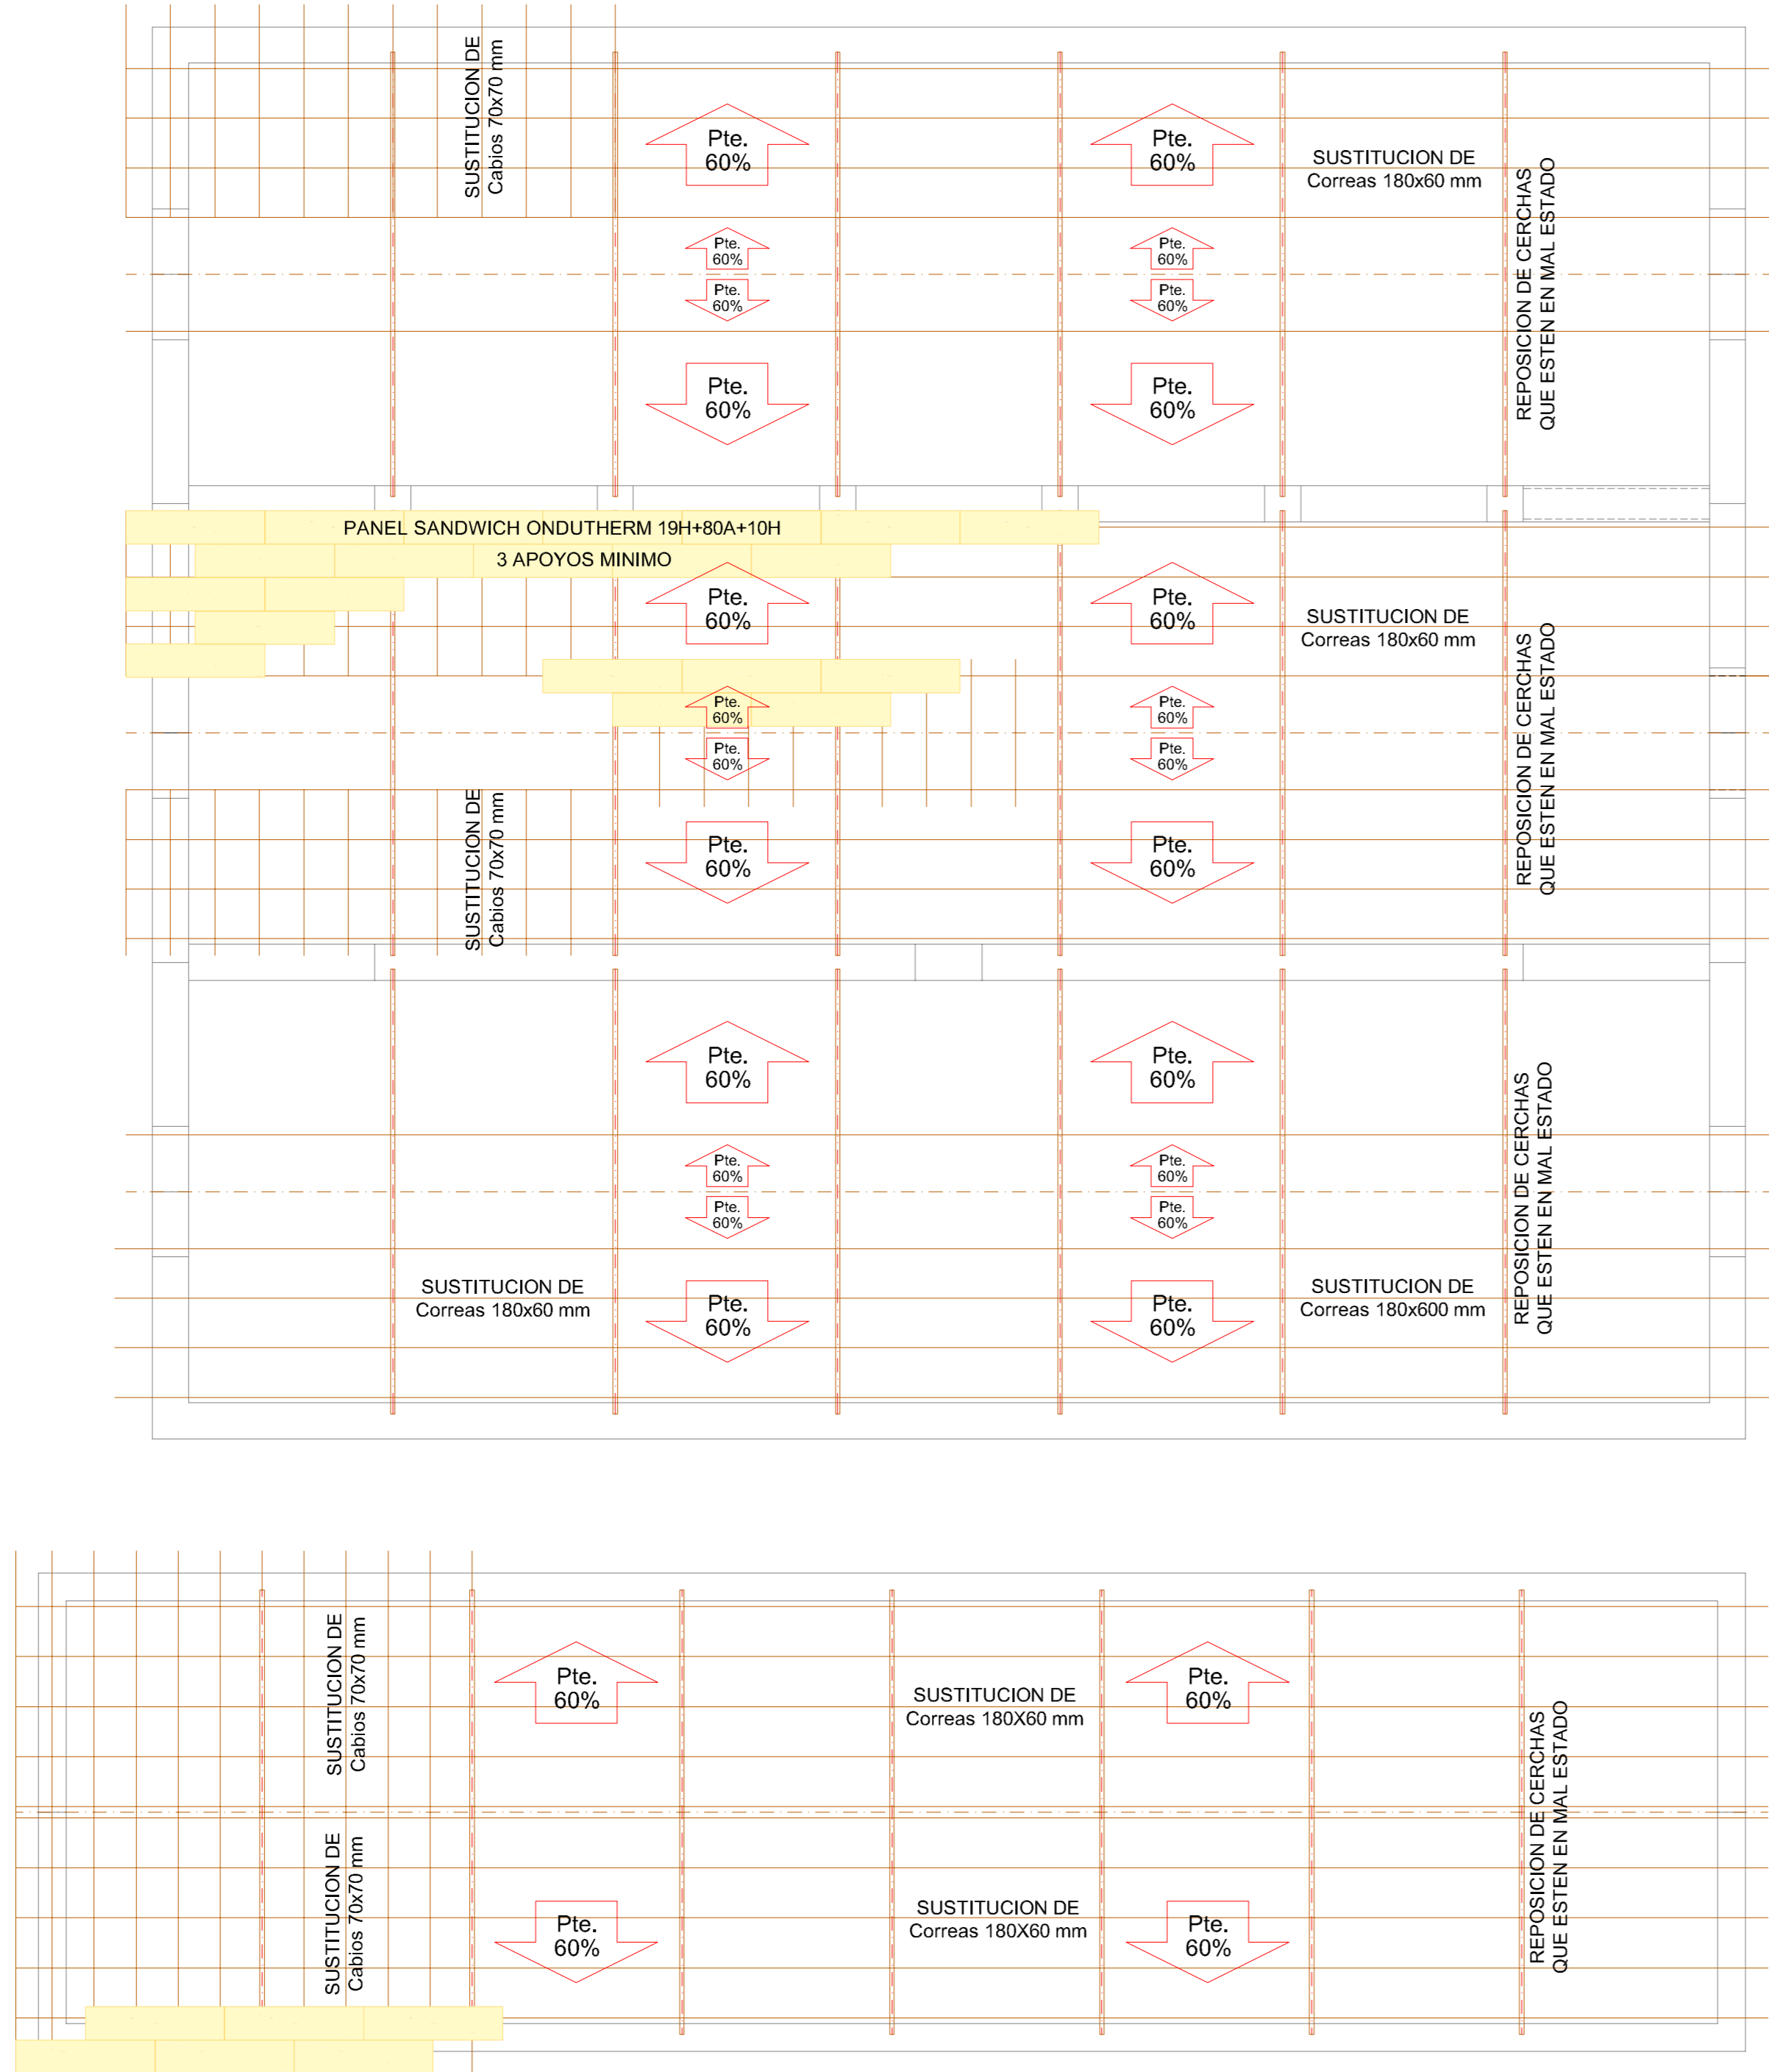 SUSTITUCION DE
Cabios 70x70 mm
Pte.
60%
Pte.
60%
SUSTITUCION DE
Correas 180x60 mm
REPOSICION DE CERCHAS
QUE ESTEN EN MAL ESTADO
Pte.
60%
Pte.
60%
Pte.
60%
Pte.
60%
Pte.
60%
Pte.
60%
PANEL SANDWICH ONDUTHERM 19H+80A+10H
3 APOYOS MINIMO
Pte.
60%
Pte.
60%
SUSTITUCION DE
Correas 180x60 mm
REPOSICION DE CERCHAS
QUE ESTEN EN MAL ESTADO
Pte.
60%
Pte.
60%
Pte.
60%
Pte.
60%
SUSTITUCION DE
Cabios 70x70 mm
Pte.
60%
Pte.
60%
Pte.
60%
Pte.
60%
REPOSICION DE CERCHAS
QUE ESTEN EN MAL ESTADO
Pte.
60%
Pte.
60%
Pte.
60%
Pte.
60%
SUSTITUCION DE
Correas 180x60 mm
Pte.
60%
Pte.
60%
SUSTITUCION DE
Correas 180x600 mm
SUSTITUCION DE
Cabios 70x70 mm
Pte.
60%
SUSTITUCION DE
Correas 180X60 mm
Pte.
60%
REPOSICION DE CERCHAS
QUE ESTEN EN MAL ESTADO
SUSTITUCION DE
Cabios 70x70 mm
Pte.
60%
SUSTITUCION DE
Correas 180X60 mm
Pte.
60%